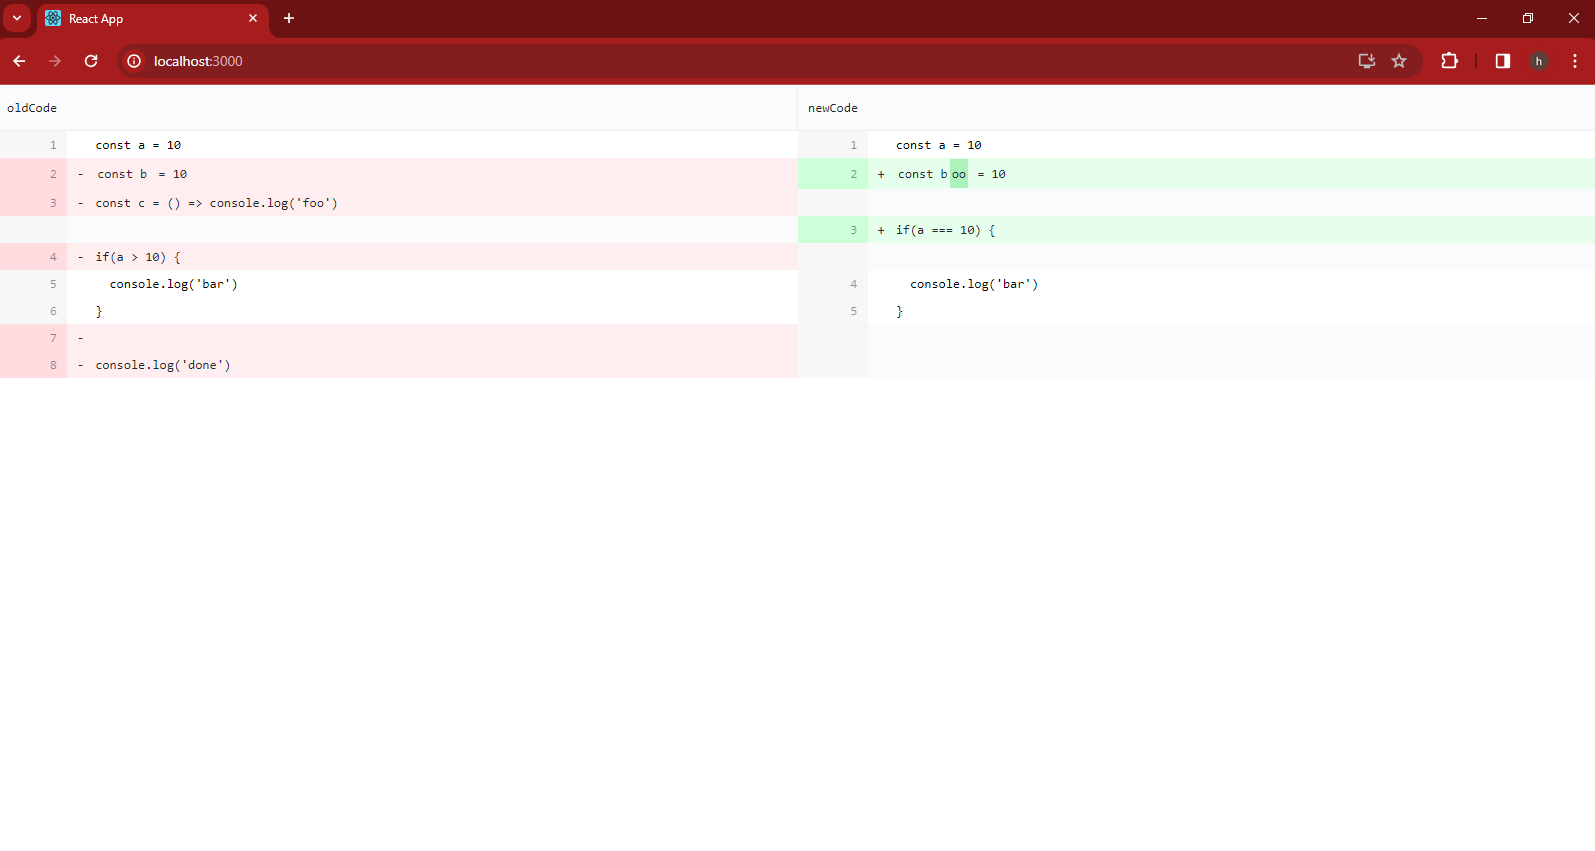 React App
localhost:3000
h
oldCode
newCode
1 const a = 10
1 const a = 10
2 - const b = 10
2 + const boo = 10
3 - const c = () => console.log('foo')
3 + if(a === 10) {
4 - if(a > 10) {
5 console.log('bar')
4 console.log('bar')
6 }
5 }
7 -
8 - console.log('done')